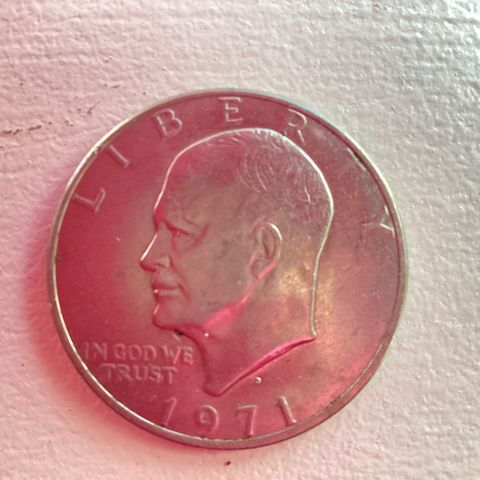 LIBERTY
IN GOD WE
TRUST
1971